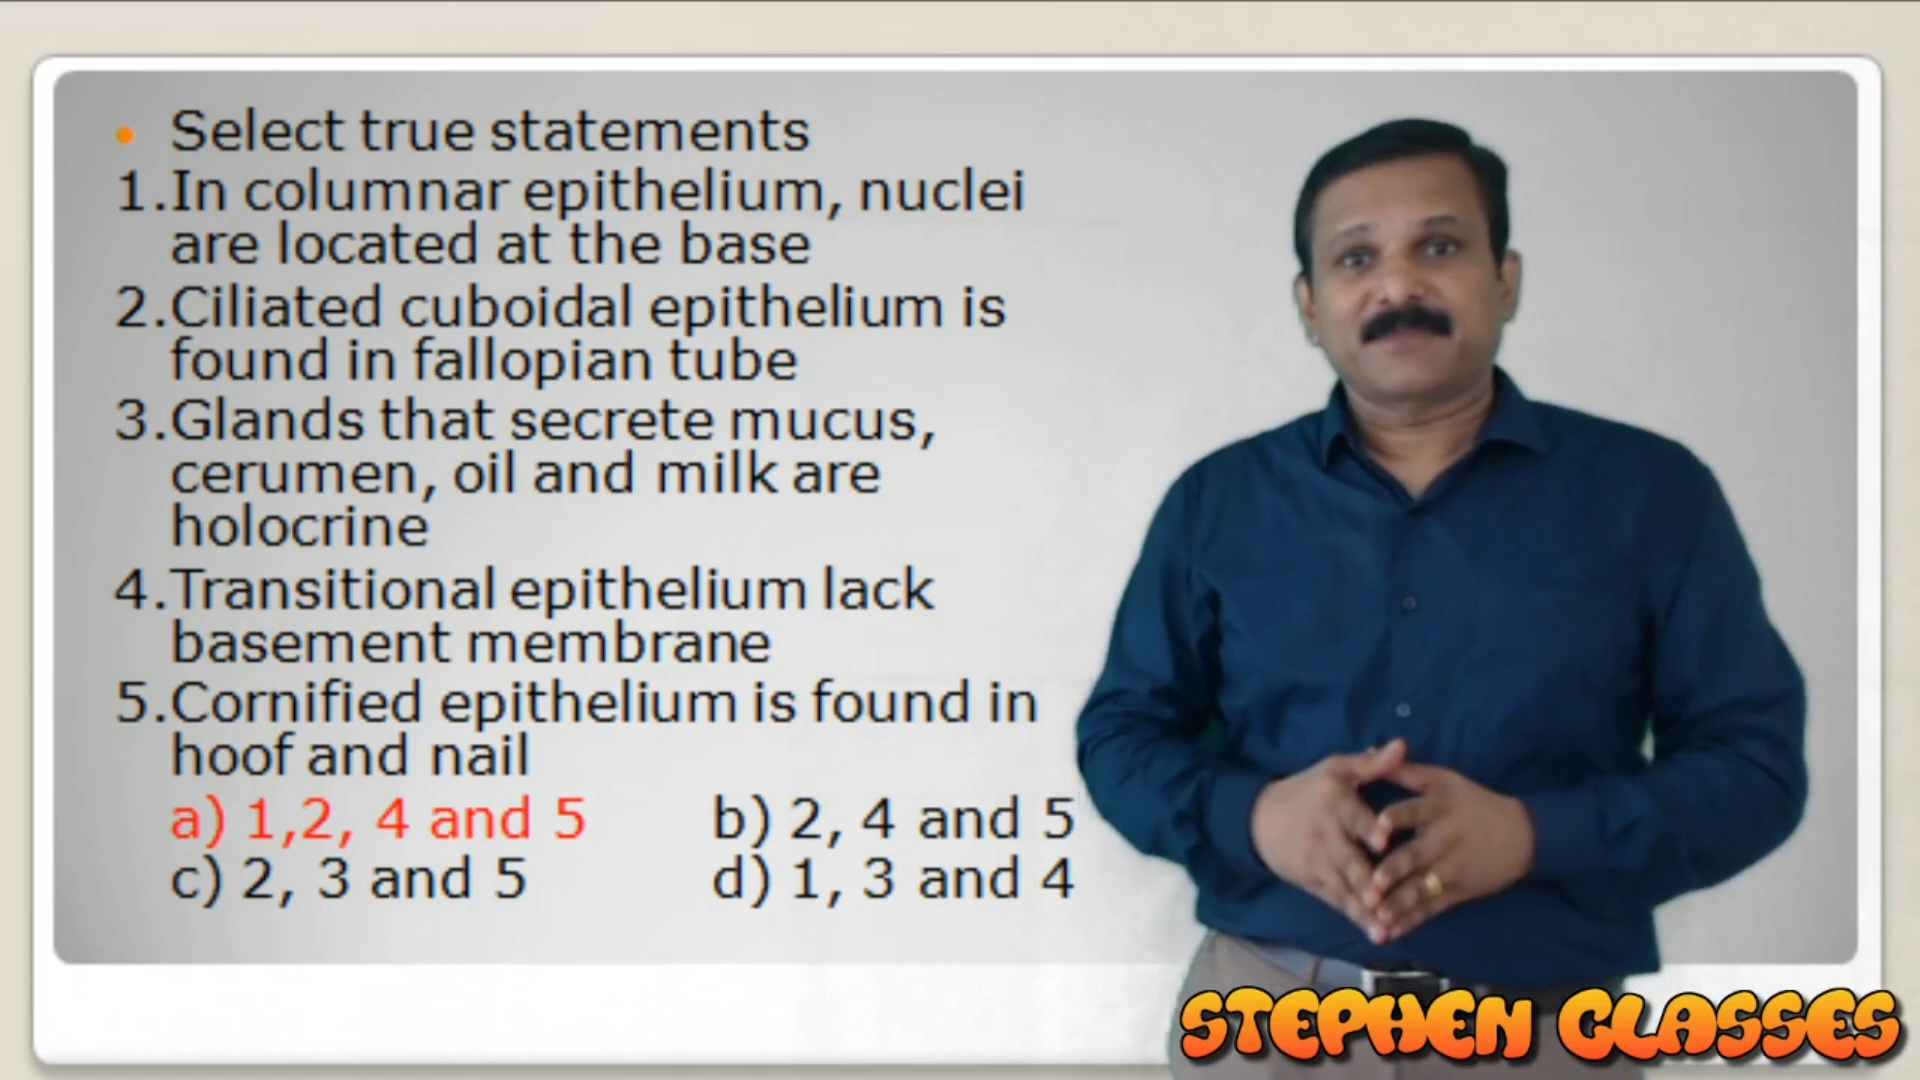 Select true statements
1.In columnar epithelium, nuclei
are located at the base
2.Ciliated cuboidal epithelium is
found in fallopian tube
3.Glands that secrete mucus,
cerumen, oil and milk are
holocrine
4.Transitional epithelium lack
basement membrane
5.Cornified epithelium is found in
hoof and nail
a) 1,2, 4 and 5 b) 2, 4 and 5
c) 2, 3 and 5 d) 1, 3 and 4
STEPHEN CLASSES